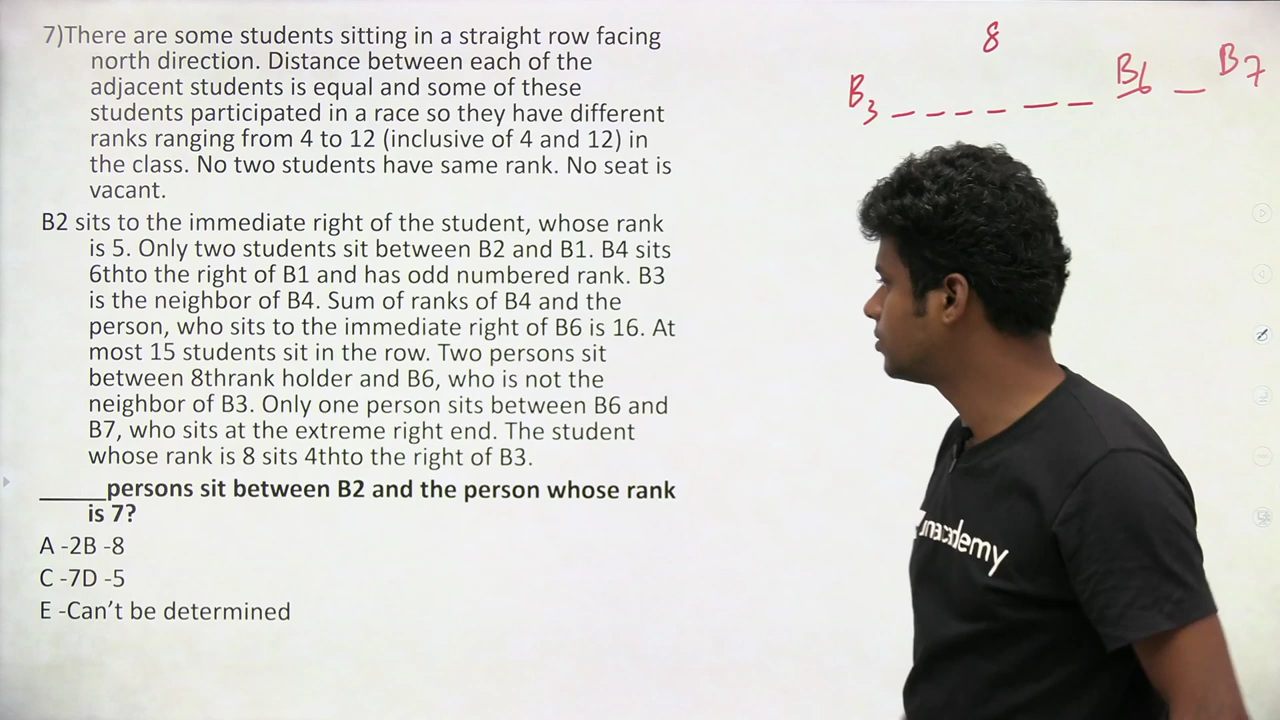 7)There are some students sitting in a straight row facing
north direction. Distance between each of the
adjacent students is equal and some of these
students participated in a race so they have different
ranks ranging from 4 to 12 (inclusive of 4 and 12) in
the class. No two students have same rank. No seat is
vacant.
B2 sits to the immediate right of the student, whose rank
is 5. Only two students sit between B2 and B1. B4 sits
6thto the right of B1 and has odd numbered rank. B3
is the neighbor of B4. Sum of ranks of B4 and the
person, who sits to the immediate right of B6 is 16. At
most 15 students sit in the row. Two persons sit
between 8thrank holder and B6, who is not the
neighbor of B3. Only one person sits between B6 and
B7, who sits at the extreme right end. The student
whose rank is 8 sits 4thto the right of B3.
______persons sit between B2 and the person whose rank
is 7?
A -2B -8
C -7D -5
E -Can't be determined
8
B3 _ _ _ _ _ _ B6 _ B7
unacademy